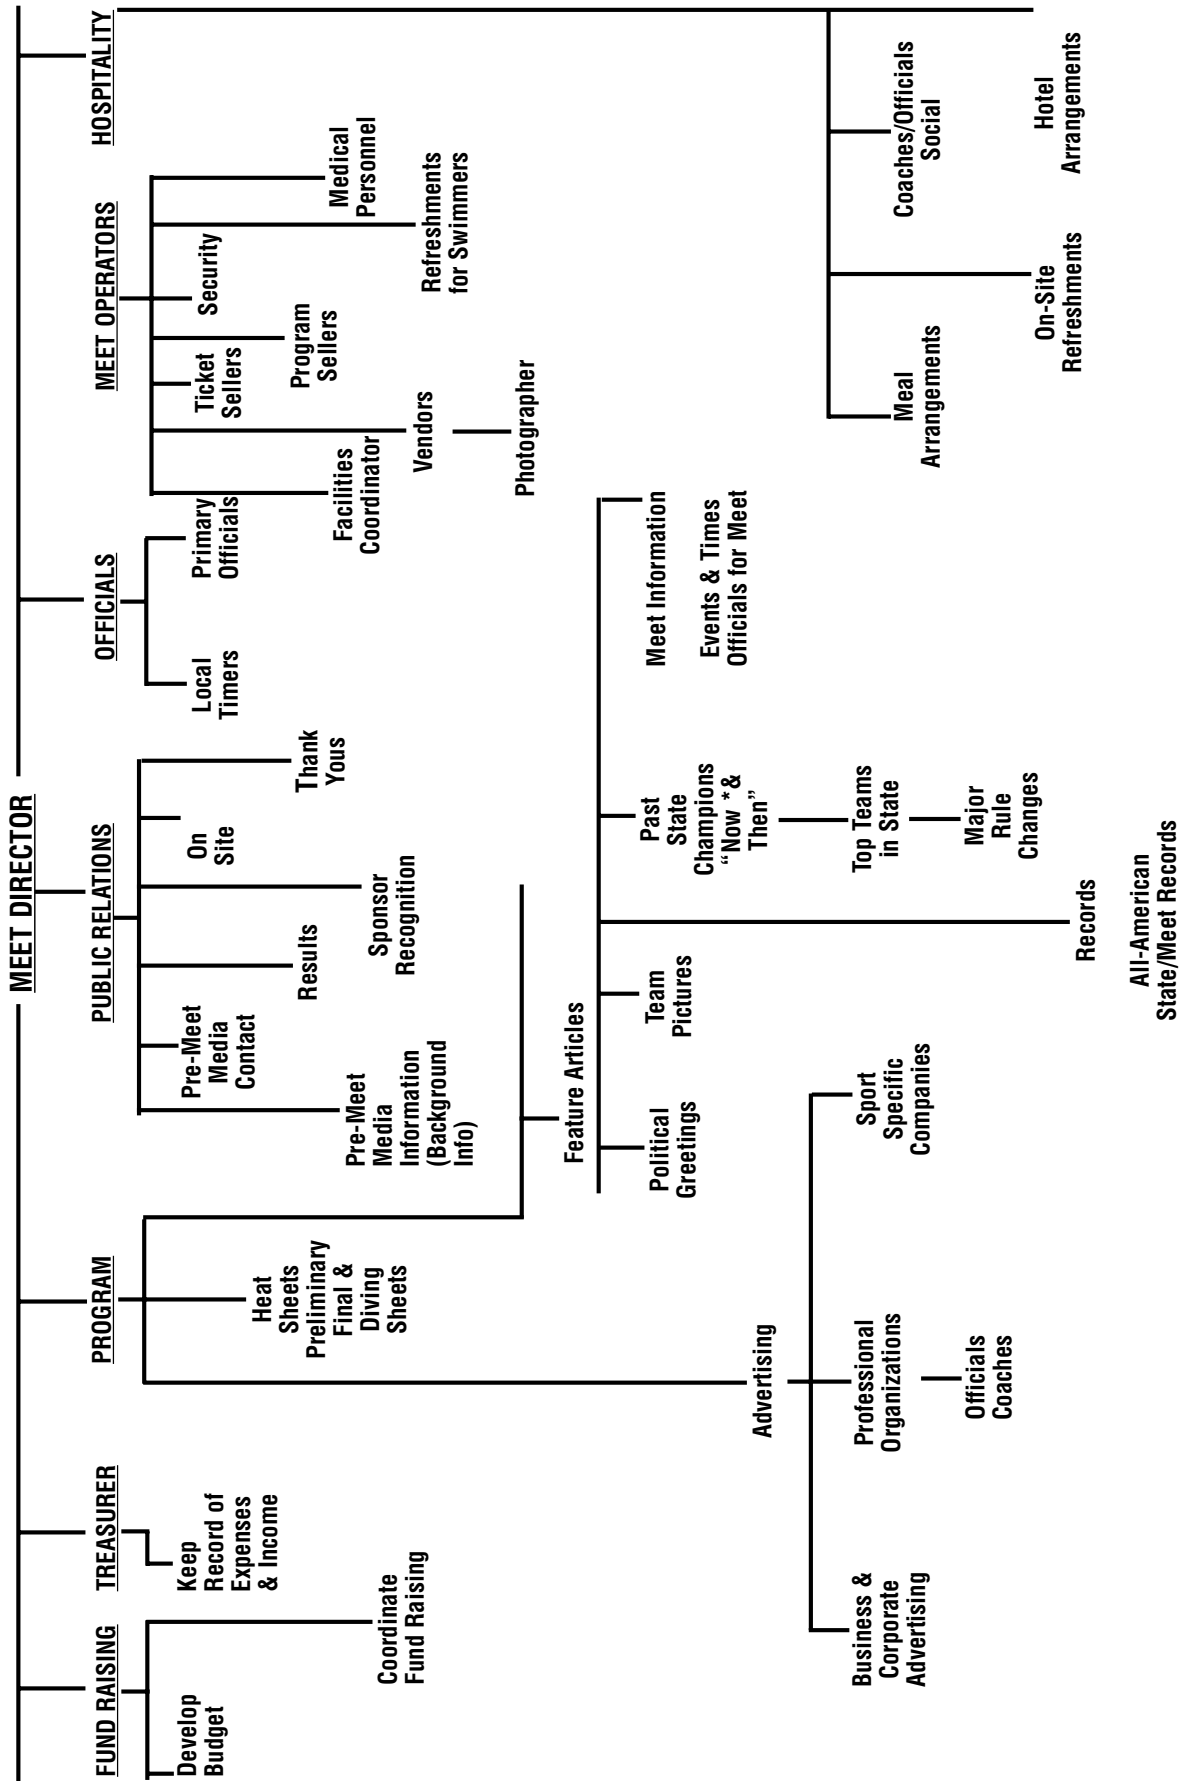 MEET DIRECTOR
FUND RAISING
Develop
Budget
Coordinate
Fund Raising
TREASURER
Keep
Record of
Expenses
& Income
PROGRAM
Heat
Sheets
Preliminary
Final &
Diving
Sheets
Advertising
Business &
Corporate
Advertising
Professional
Organizations
Officials
Coaches
Sport
Specific
Companies
Feature Articles
Political
Greetings
Team
Pictures
Records
All-American
State/Meet Records
Past
State
Champions
“Now *&
Then”
Top Teams
in State
Major
Rule
Changes
Meet Information
Events & Times
Officials for Meet
PUBLIC RELATIONS
Pre-Meet
Media
Information
(Background
Info)
Pre-Meet
Media
Contact
Results
Sponsor
Recognition
On
Site
Thank
Yous
OFFICIALS
Local
Timers
Primary
Officials
MEET OPERATORS
Facilities
Coordinator
Vendors
Photographer
Ticket
Sellers
Program
Sellers
Security
Refreshments
for Swimmers
Medical
Personnel
HOSPITALITY
Meal
Arrangements
On-Site
Refreshments
Coaches/Officials
Social
Hotel
Arrangements